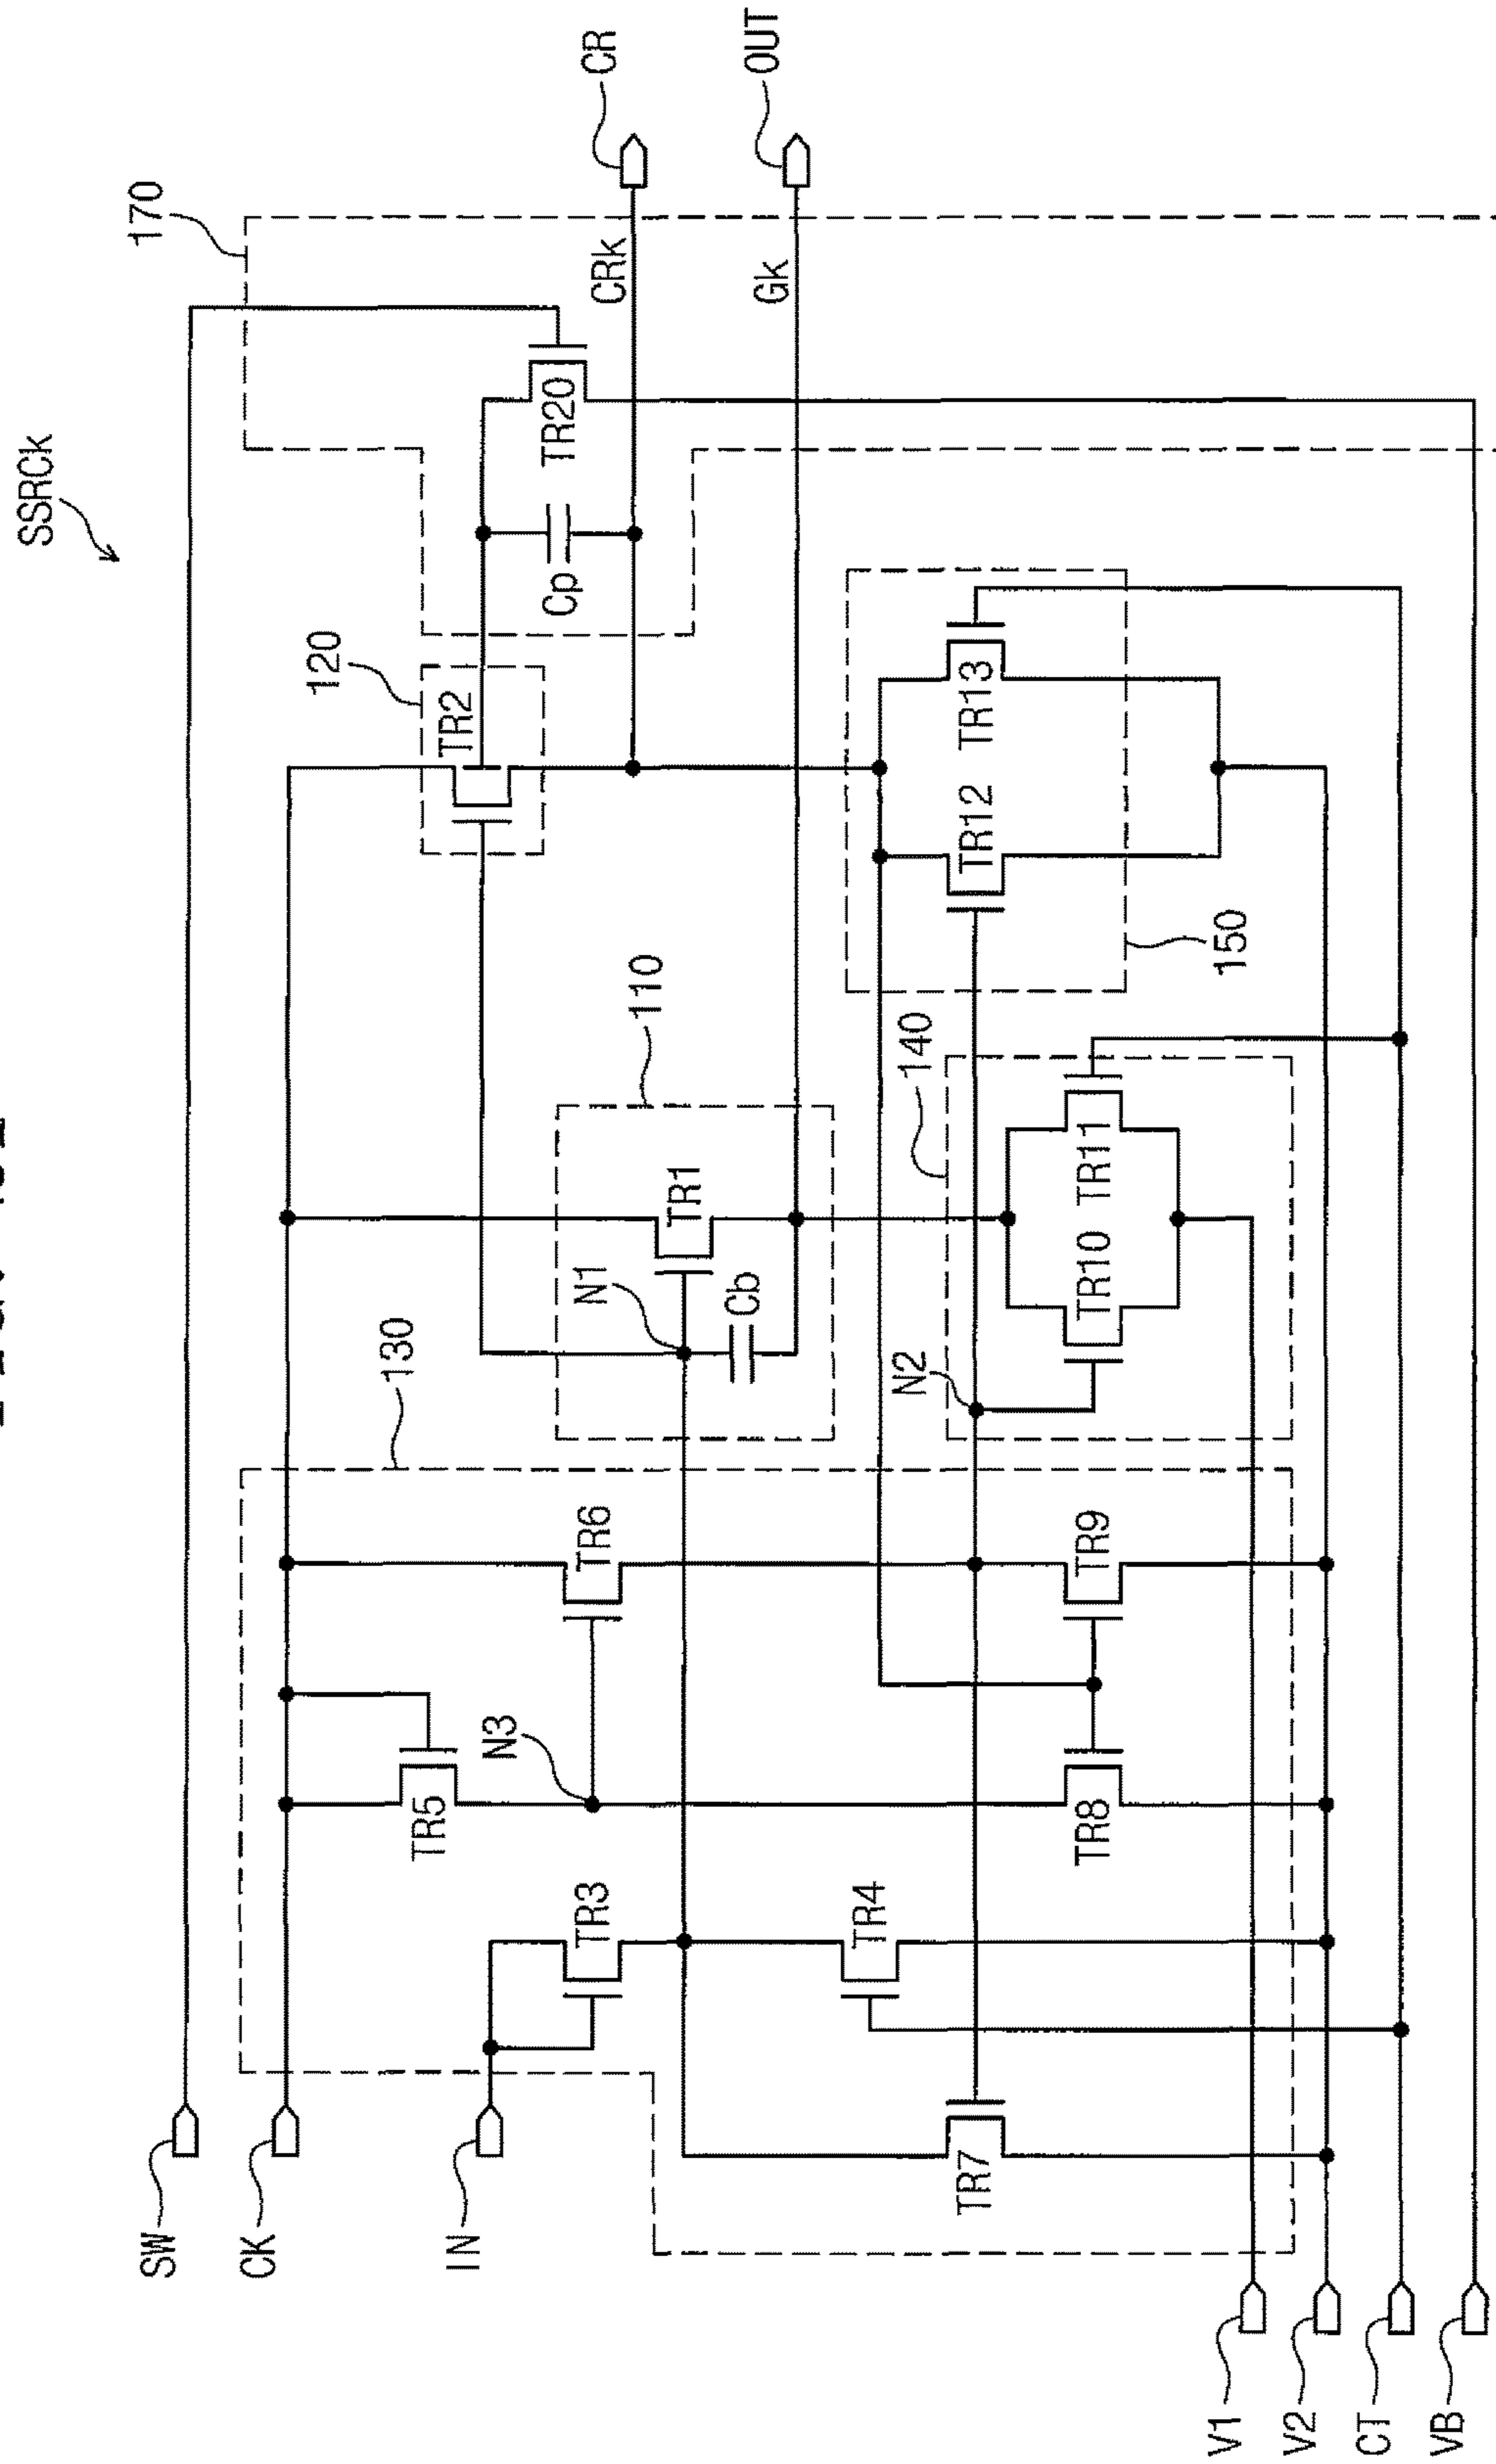 SSRCk
SW
CK
IN
V1
V2
CT
VB
130
TR5
N3
TR6
TR3
TR4
TR7
TR8
TR9
110
N1
TR1
Cb
120
TR2
170
TR20
Cp
CRk
CR
Gk
OUT
140
N2
TR10
TR11
150
TR12
TR13